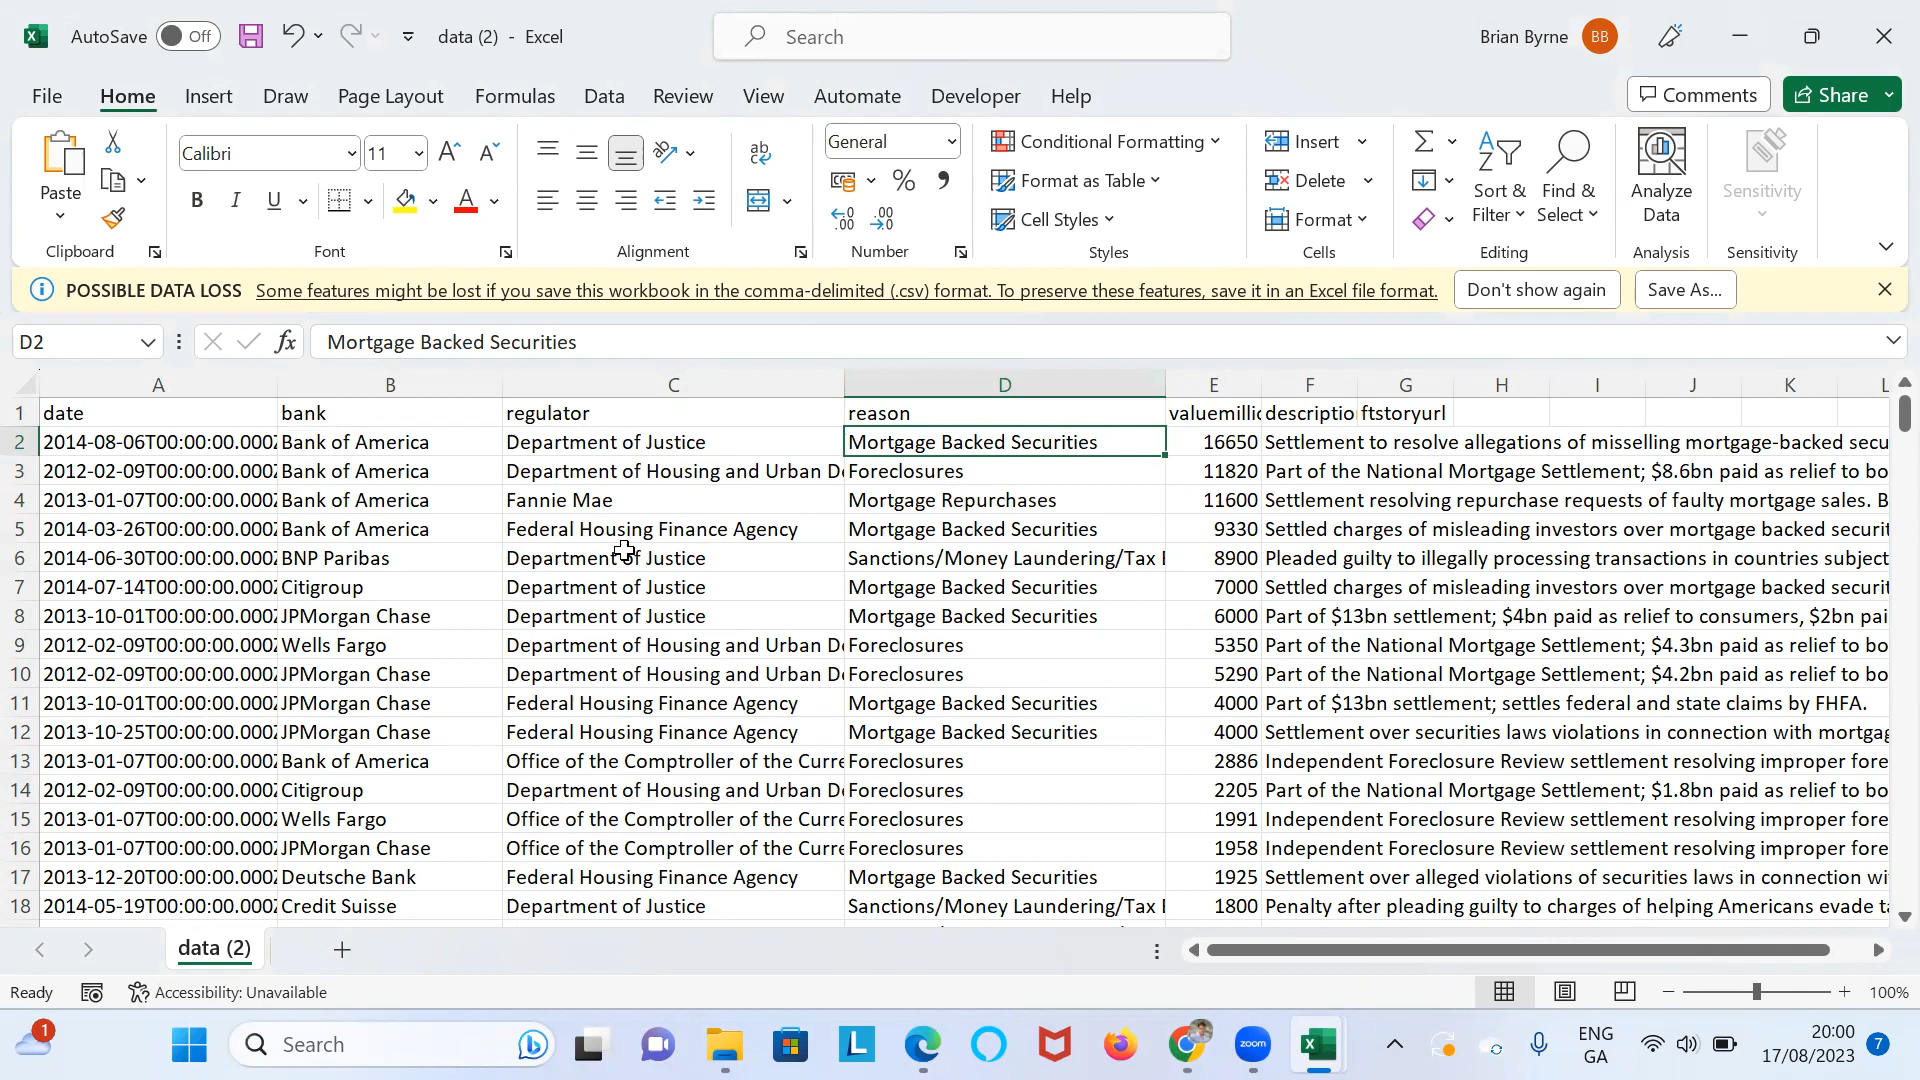 AutoSave Off data (2) - Excel Search Brian Byrne BB
File Home Insert Draw Page Layout Formulas Data Review View Automate Developer Help Comments Share
Paste Calibri 11 A A ab General Conditional Formatting Insert Sort & Find & Analyze Sensitivity
B I U A % Format as Table Delete Filter Select Data
Cell Styles Format
Clipboard Font Alignment Number Styles Cells Editing Analysis Sensitivity
POSSIBLE DATA LOSS Some features might be lost if you save this workbook in the comma-delimited (.csv) format. To preserve these features, save it in an Excel file format. Don't show again Save As...
D2 fx Mortgage Backed Securities
A B C D E F G H I J K L
1 date bank regulator reason valuemillic descriptio ftstoryurl
2 2014-08-06T00:00:00.000Z Bank of America Department of Justice Mortgage Backed Securities 16650 Settlement to resolve allegations of misselling mortgage-backed secu
3 2012-02-09T00:00:00.000Z Bank of America Department of Housing and Urban De Foreclosures 11820 Part of the National Mortgage Settlement; $8.6bn paid as relief to bo
4 2013-01-07T00:00:00.000Z Bank of America Fannie Mae Mortgage Repurchases 11600 Settlement resolving repurchase requests of faulty mortgage sales. B
5 2014-03-26T00:00:00.000Z Bank of America Federal Housing Finance Agency Mortgage Backed Securities 9330 Settled charges of misleading investors over mortgage backed securit
6 2014-06-30T00:00:00.000Z BNP Paribas Department of Justice Sanctions/Money Laundering/Tax E 8900 Pleaded guilty to illegally processing transactions in countries subject
7 2014-07-14T00:00:00.000Z Citigroup Department of Justice Mortgage Backed Securities 7000 Settled charges of misleading investors over mortgage backed securit
8 2013-10-01T00:00:00.000Z JPMorgan Chase Department of Justice Mortgage Backed Securities 6000 Part of $13bn settlement; $4bn paid as relief to consumers, $2bn pai
9 2012-02-09T00:00:00.000Z Wells Fargo Department of Housing and Urban De Foreclosures 5350 Part of the National Mortgage Settlement; $4.3bn paid as relief to bo
10 2012-02-09T00:00:00.000Z JPMorgan Chase Department of Housing and Urban De Foreclosures 5290 Part of the National Mortgage Settlement; $4.2bn paid as relief to bo
11 2013-10-01T00:00:00.000Z JPMorgan Chase Federal Housing Finance Agency Mortgage Backed Securities 4000 Part of $13bn settlement; settles federal and state claims by FHFA.
12 2013-10-25T00:00:00.000Z JPMorgan Chase Federal Housing Finance Agency Mortgage Backed Securities 4000 Settlement over securities laws violations in connection with mortgag
13 2013-01-07T00:00:00.000Z Bank of America Office of the Comptroller of the Curre Foreclosures 2886 Independent Foreclosure Review settlement resolving improper fore
14 2012-02-09T00:00:00.000Z Citigroup Department of Housing and Urban De Foreclosures 2205 Part of the National Mortgage Settlement; $1.8bn paid as relief to bo
15 2013-01-07T00:00:00.000Z Wells Fargo Office of the Comptroller of the Curre Foreclosures 1991 Independent Foreclosure Review settlement resolving improper fore
16 2013-01-07T00:00:00.000Z JPMorgan Chase Office of the Comptroller of the Curre Foreclosures 1958 Independent Foreclosure Review settlement resolving improper fore
17 2013-12-20T00:00:00.000Z Deutsche Bank Federal Housing Finance Agency Mortgage Backed Securities 1925 Settlement over alleged violations of securities laws in connection wi
18 2014-05-19T00:00:00.000Z Credit Suisse Department of Justice Sanctions/Money Laundering/Tax E 1800 Penalty after pleading guilty to charges of helping Americans evade ta
data (2)
Ready Accessibility: Unavailable 100%
1 Search L zoom ENG GA 20:00 17/08/2023 7